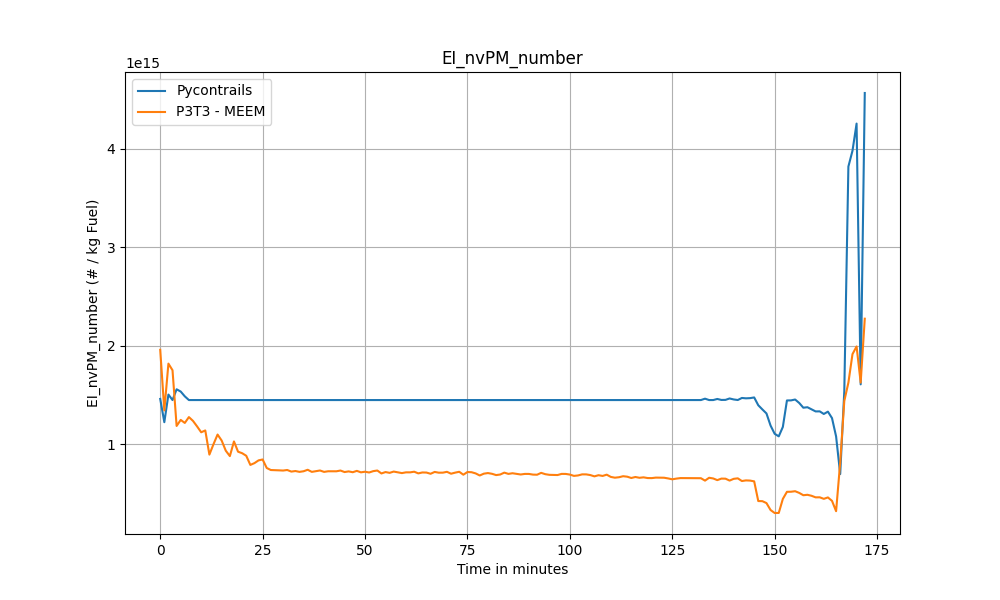 EI_nvPM_number
1e15
Pycontrails
P3T3 - MEEM
4
3
2
1
EI_nvPM_number (# / kg Fuel)
0
25
50
75
100
125
150
175
Time in minutes